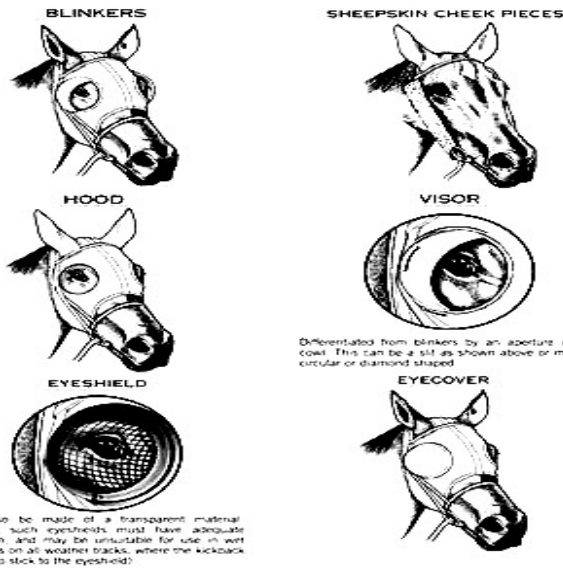 BLINKERS
SHEEPSKIN CHEEK PIECES
HOOD
VISOR
Differentiated from blinkers by an aperture
cowl. This can be a slit as shown above or
circular or diamond shaped
EYESHIELD
EYECOVER
be made of a transparent material
such eyeshields must have adequate
and may be unsuitable for use in wet
on all weather tracks, where the kickback
to stick to the eyeshield)